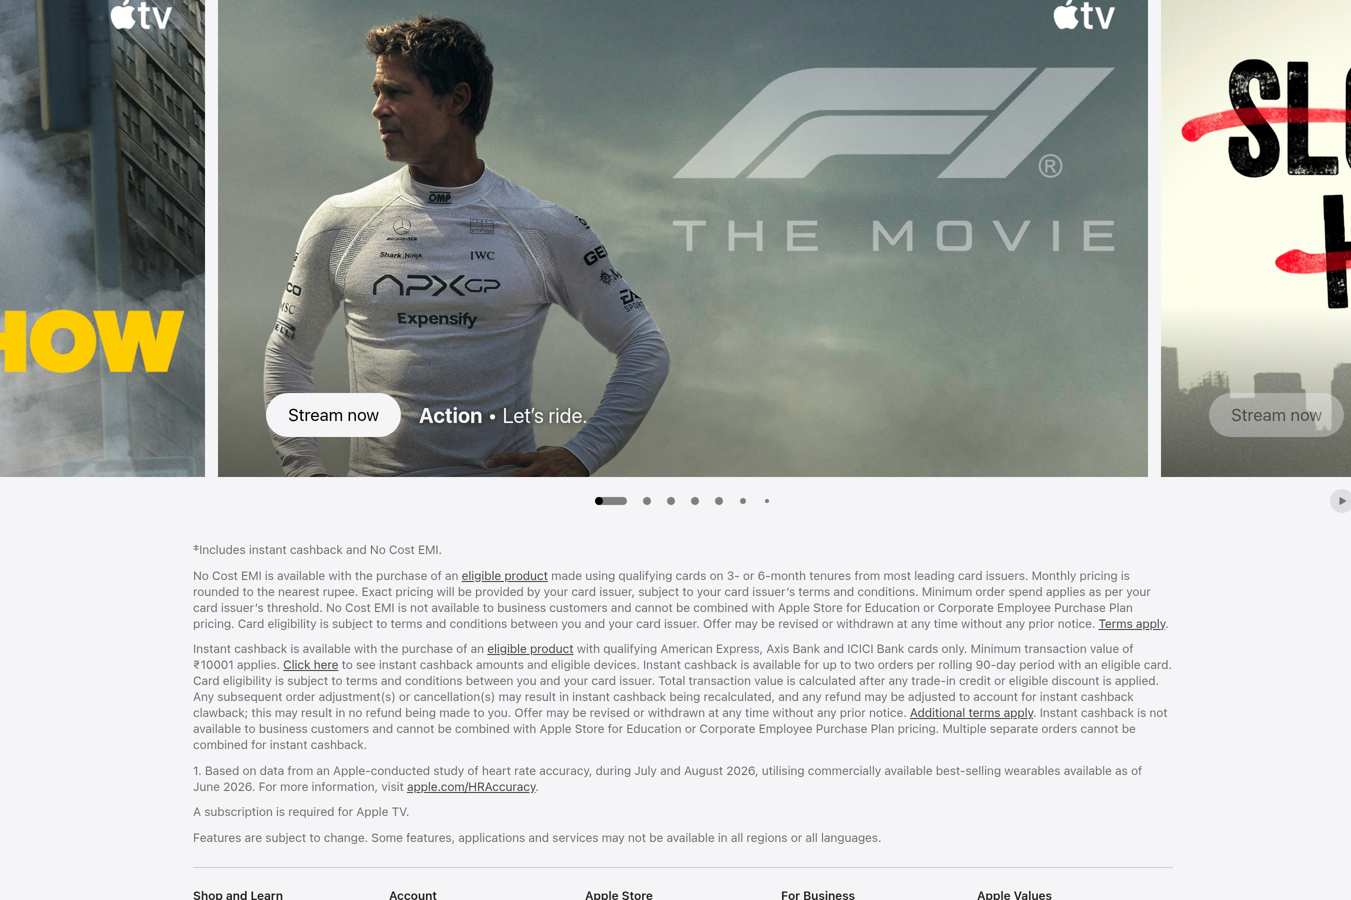 tv
HOW
tv
F1
®
THE MOVIE
OMP
Shark NINJA
IWC
APXGP
Expensify
MSC
EA
Stream now
Action • Let's ride.
SL
H
Stream now
‡Includes instant cashback and No Cost EMI.
No Cost EMI is available with the purchase of an eligible product made using qualifying cards on 3- or 6-month tenures from most leading card issuers. Monthly pricing is
rounded to the nearest rupee. Exact pricing will be provided by your card issuer, subject to your card issuer's terms and conditions. Minimum order spend applies as per your
card issuer's threshold. No Cost EMI is not available to business customers and cannot be combined with Apple Store for Education or Corporate Employee Purchase Plan
pricing. Card eligibility is subject to terms and conditions between you and your card issuer. Offer may be revised or withdrawn at any time without any prior notice. Terms apply.
Instant cashback is available with the purchase of an eligible product with qualifying American Express, Axis Bank and ICICI Bank cards only. Minimum transaction value of
₹10001 applies. Click here to see instant cashback amounts and eligible devices. Instant cashback is available for up to two orders per rolling 90-day period with an eligible card.
Card eligibility is subject to terms and conditions between you and your card issuer. Total transaction value is calculated after any trade-in credit or eligible discount is applied.
Any subsequent order adjustment(s) or cancellation(s) may result in instant cashback being recalculated, and any refund may be adjusted to account for instant cashback
clawback; this may result in no refund being made to you. Offer may be revised or withdrawn at any time without any prior notice. Additional terms apply. Instant cashback is not
available to business customers and cannot be combined with Apple Store for Education or Corporate Employee Purchase Plan pricing. Multiple separate orders cannot be
combined for instant cashback.
1. Based on data from an Apple-conducted study of heart rate accuracy, during July and August 2026, utilising commercially available best-selling wearables available as of
June 2026. For more information, visit apple.com/HRAccuracy.
A subscription is required for Apple TV.
Features are subject to change. Some features, applications and services may not be available in all regions or all languages.
Shop and Learn
Account
Apple Store
For Business
Apple Values